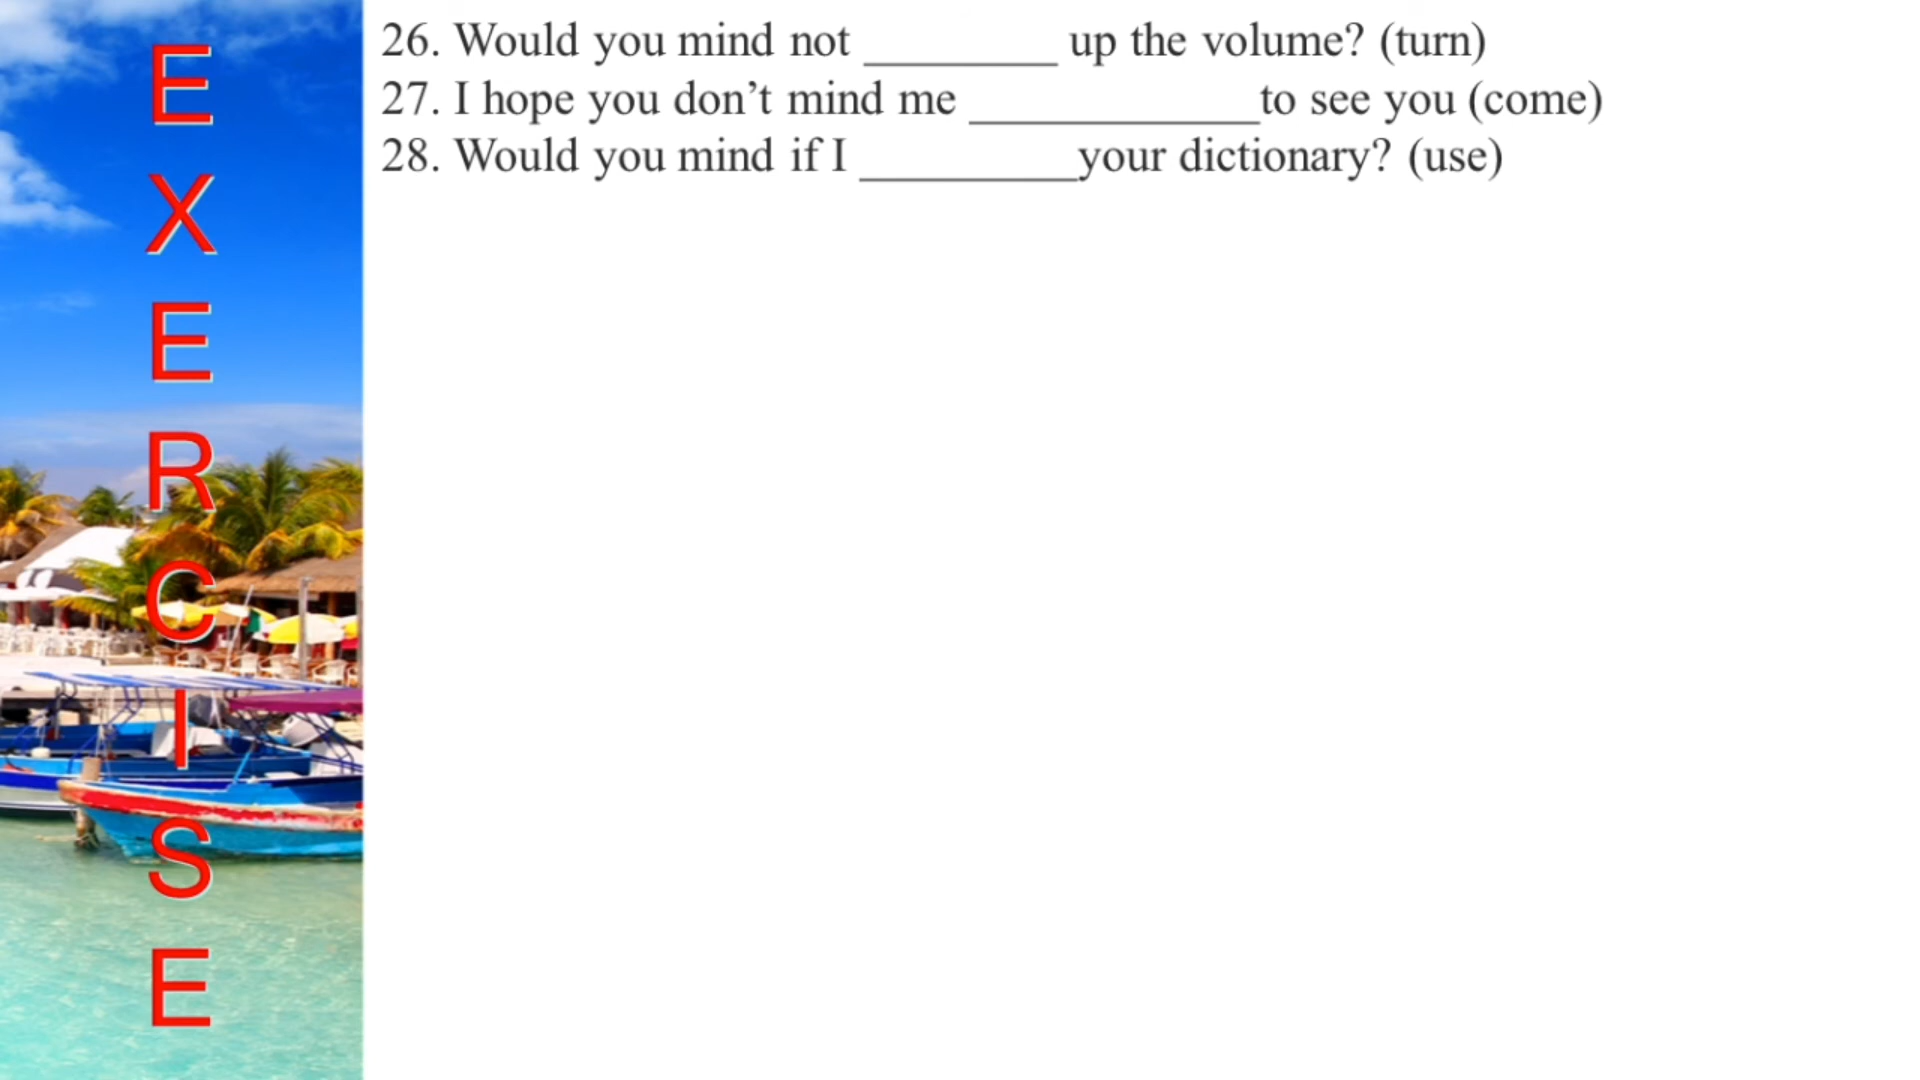 EXERCISE
26. Would you mind not ________ up the volume? (turn)
27. I hope you don’t mind me ____________to see you (come)
28. Would you mind if I _________your dictionary? (use)